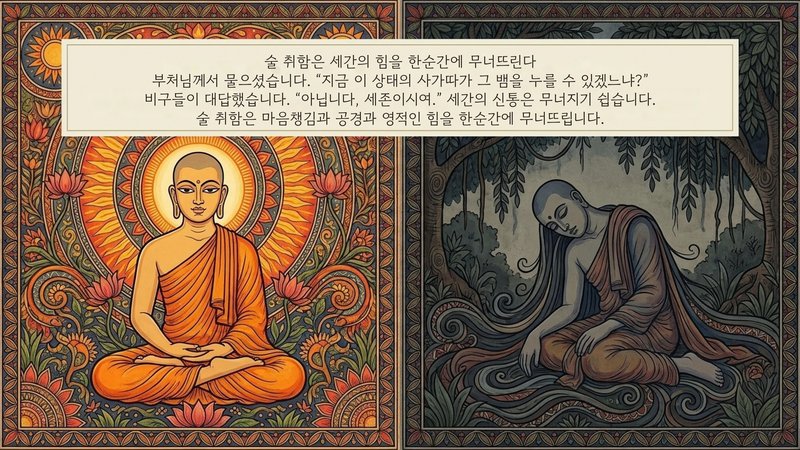 술 취함은 세간의 힘을 한순간에 무너뜨린다
부처님께서 물으셨습니다. “지금 이 상태의 사가따가 그 뱀을 누를 수 있겠느냐?”
비구들이 대답했습니다. “아닙니다, 세존이시여.” 세간의 신통은 무너지기 쉽습니다.
술 취함은 마음챙김과 공경과 영적인 힘을 한순간에 무너뜨립니다.